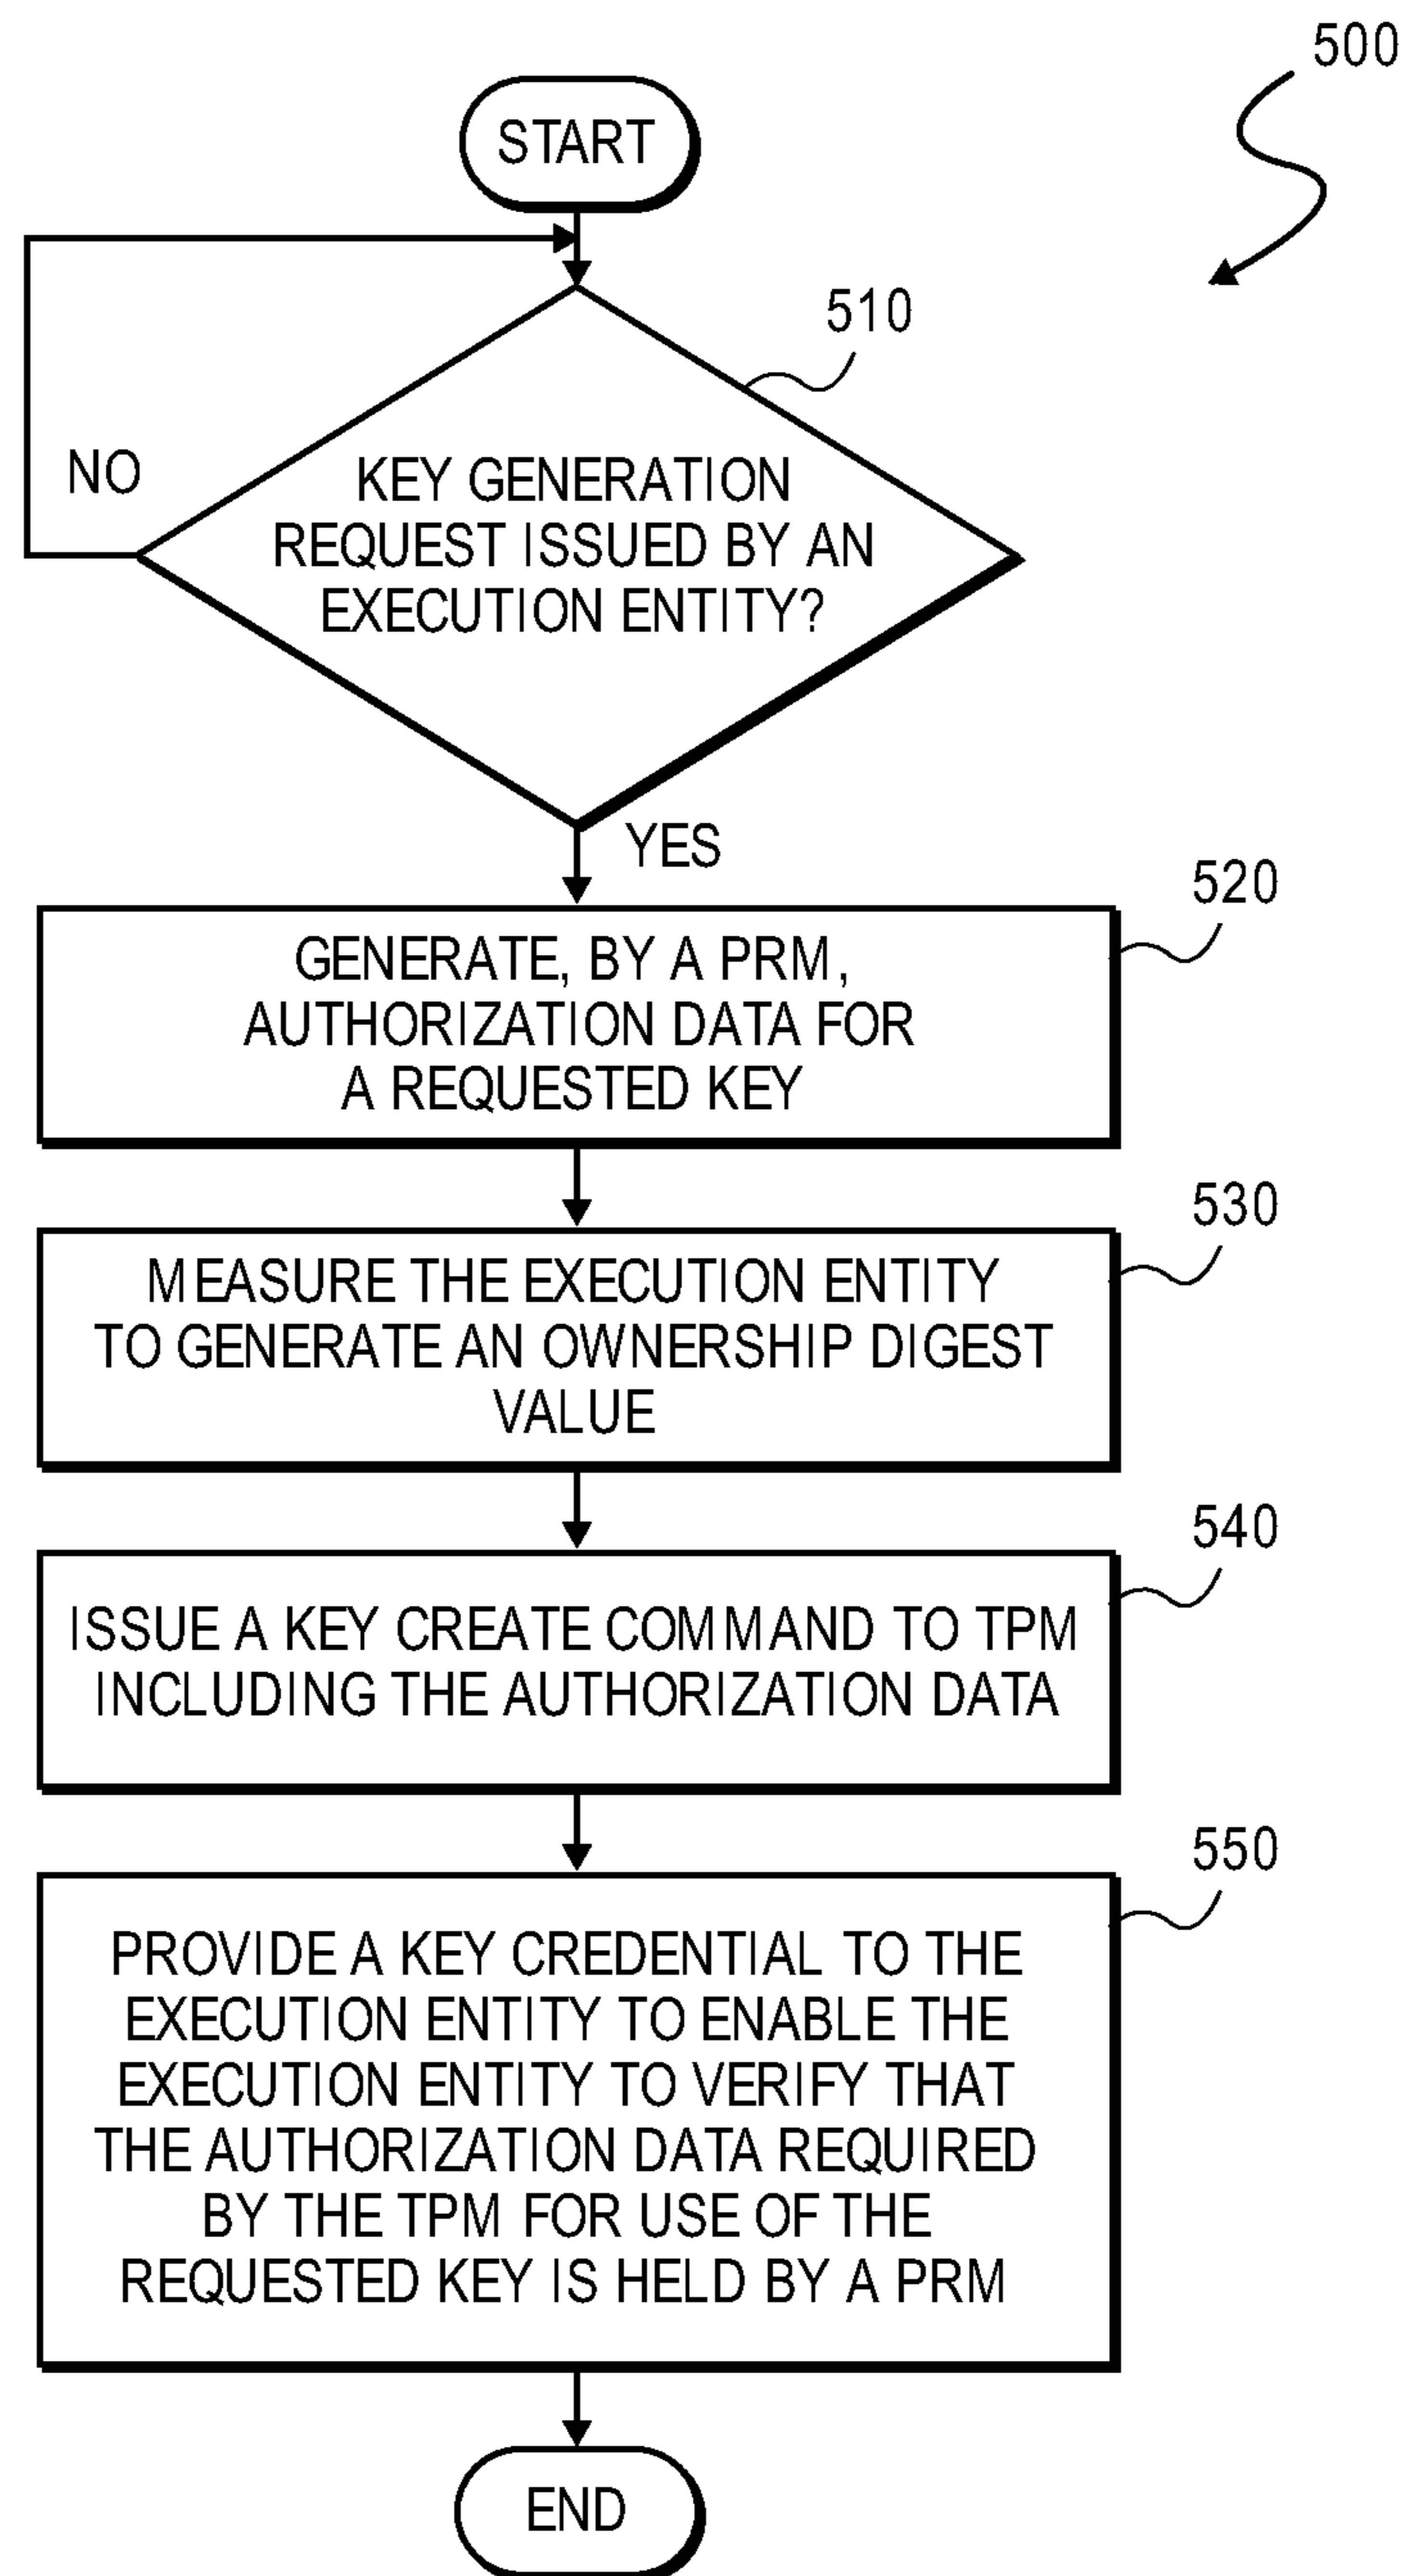 500
START
510
NO
KEY GENERATION
REQUEST ISSUED BY AN
EXECUTION ENTITY?
YES
520
GENERATE, BY A PRM,
AUTHORIZATION DATA FOR
A REQUESTED KEY
530
MEASURE THE EXECUTION ENTITY
TO GENERATE AN OWNERSHIP DIGEST
VALUE
540
ISSUE A KEY CREATE COMMAND TO TPM
INCLUDING THE AUTHORIZATION DATA
550
PROVIDE A KEY CREDENTIAL TO THE
EXECUTION ENTITY TO ENABLE THE
EXECUTION ENTITY TO VERIFY THAT
THE AUTHORIZATION DATA REQUIRED
BY THE TPM FOR USE OF THE
REQUESTED KEY IS HELD BY A PRM
END